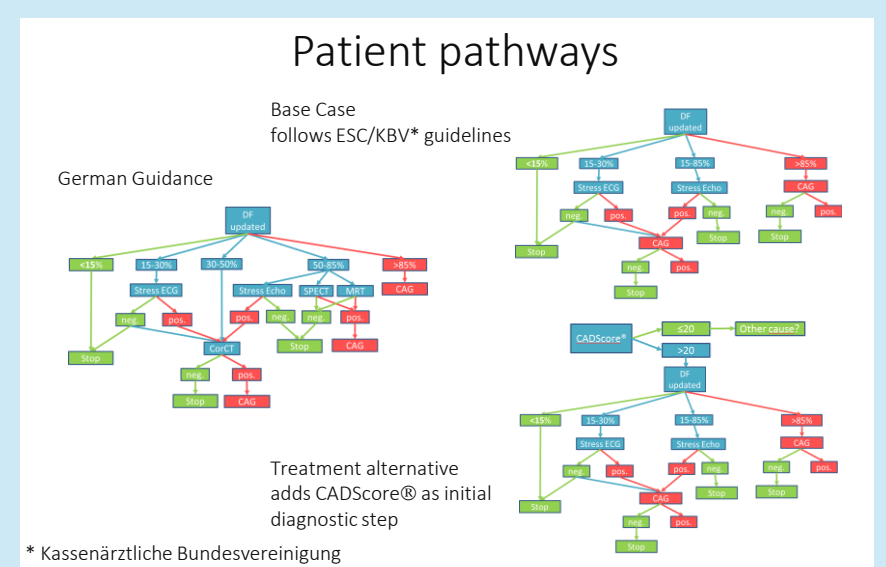 Patient pathways
Base Case
follows ESC/KBV* guidelines
German Guidance
DF
updated
<15%
15-30%
30-50%
50-85%
>85%
Stress ECG
Stress Echo
SPECT
MRT
CAG
neg.
pos.
pos.
neg.
neg.
pos.
Stop
CorCT
Stop
CAG
neg.
pos.
Stop
CAG
DF
updated
<15%
15-30%
15-85%
>85%
Stress ECG
Stress Echo
CAG
neg.
pos.
pos.
neg.
neg.
pos.
Stop
CAG
Stop
Stop
neg.
pos.
Stop
CADScore®
≤20
Other cause?
>20
DF
updated
<15%
15-30%
15-85%
>85%
Stress ECG
Stress Echo
CAG
neg.
pos.
pos.
neg.
neg.
pos.
Stop
CAG
Stop
Stop
neg.
pos.
Stop
Treatment alternative
adds CADScore® as initial
diagnostic step
* Kassenärztliche Bundesvereinigung